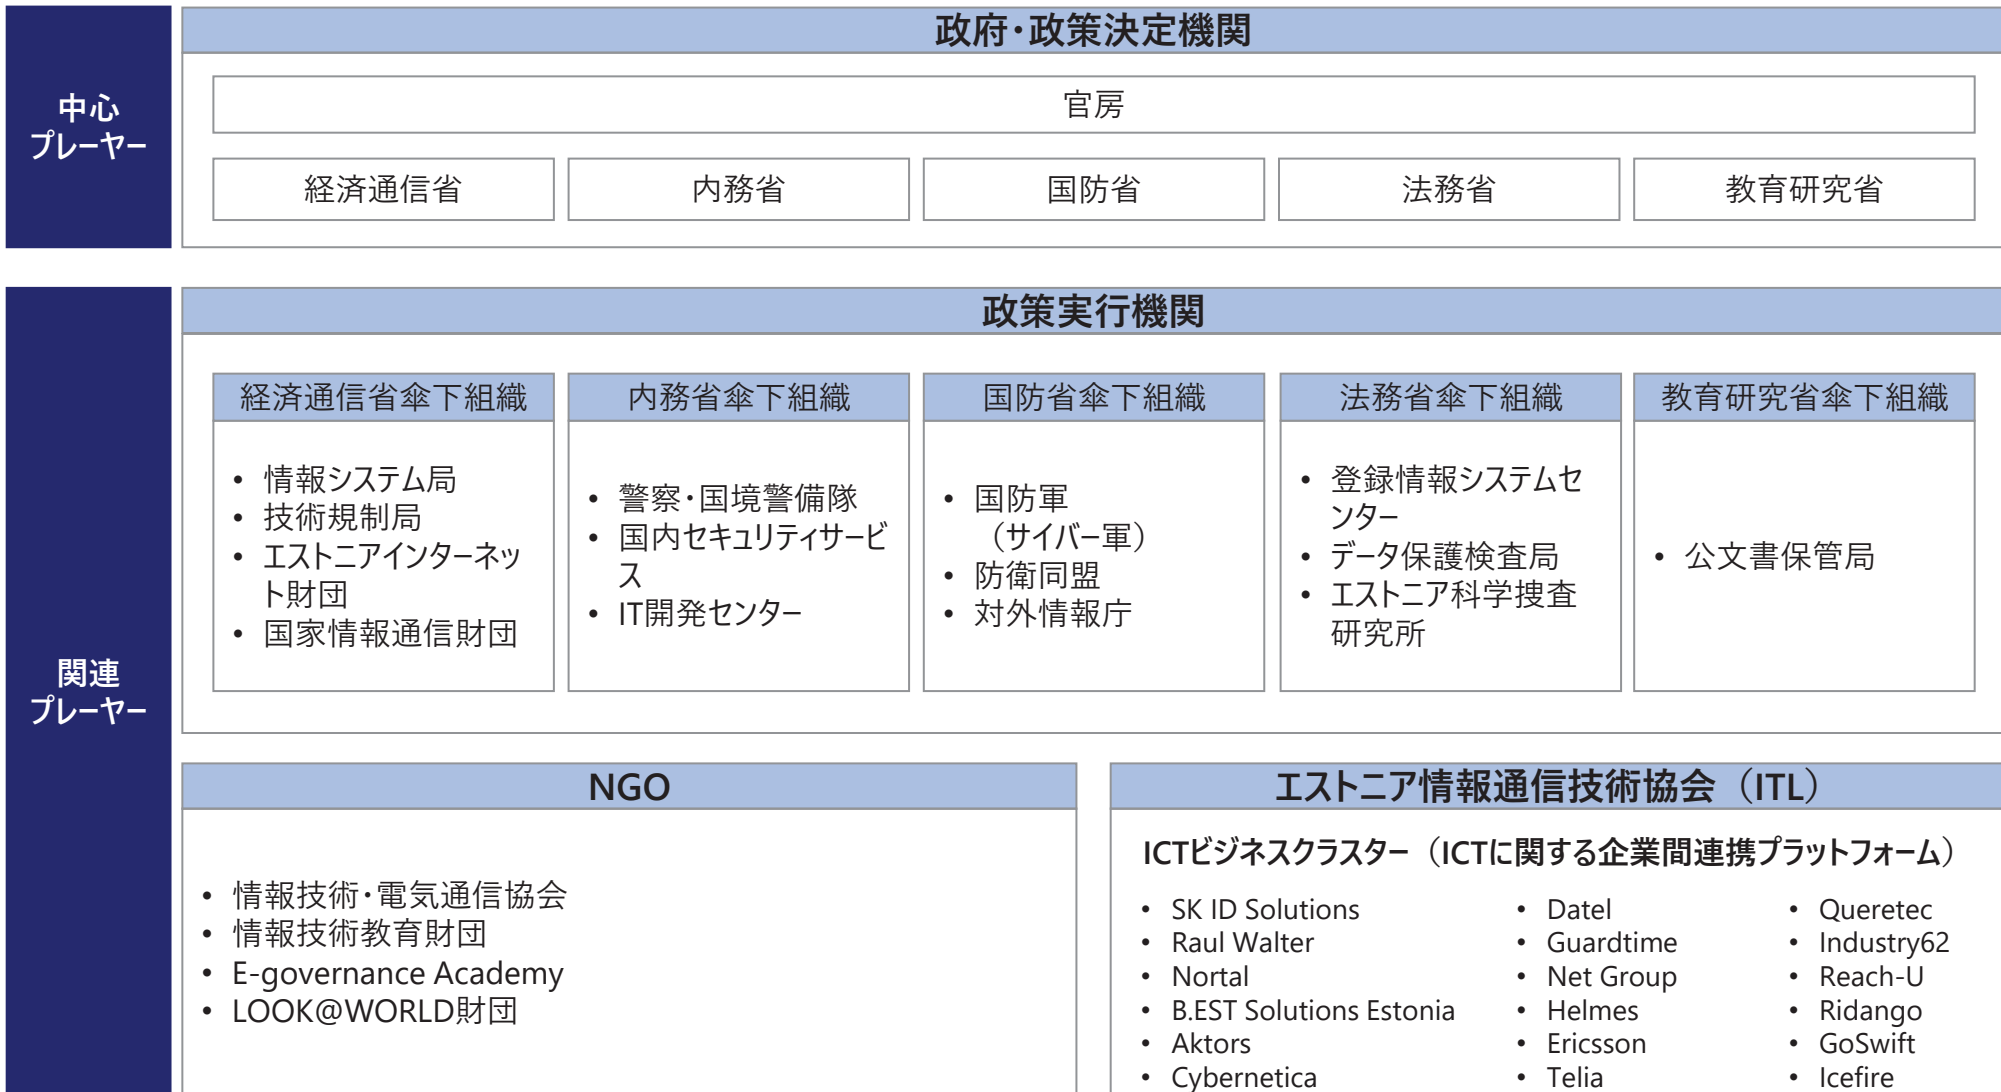 中心
プレーヤー
政府・政策決定機関
官房
経済通信省
内務省
国防省
法務省
教育研究省
関連
プレーヤー
政策実行機関
経済通信省傘下組織
• 情報システム局
• 技術規制局
• エストニアインターネッ
ト財団
• 国家情報通信財団
内務省傘下組織
• 警察・国境警備隊
• 国内セキュリティサービ
ス
• IT開発センター
国防省傘下組織
• 国防軍
（サイバー軍）
• 防衛同盟
• 対外情報庁
法務省傘下組織
• 登録情報システムセ
ンター
• データ保護検査局
• エストニア科学捜査
研究所
教育研究省傘下組織
• 公文書保管局
NGO
• 情報技術・電気通信協会
• 情報技術教育財団
• E-governance Academy
• LOOK@WORLD財団
エストニア情報通信技術協会（ITL）
ICTビジネスクラスター（ICTに関する企業間連携プラットフォーム）
• SK ID Solutions
• Raul Walter
• Nortal
• B.EST Solutions Estonia
• Aktors
• Cybernetica
• Datel
• Guardtime
• Net Group
• Helmes
• Ericsson
• Telia
• Queretec
• Industry62
• Reach-U
• Ridango
• GoSwift
• Icefire